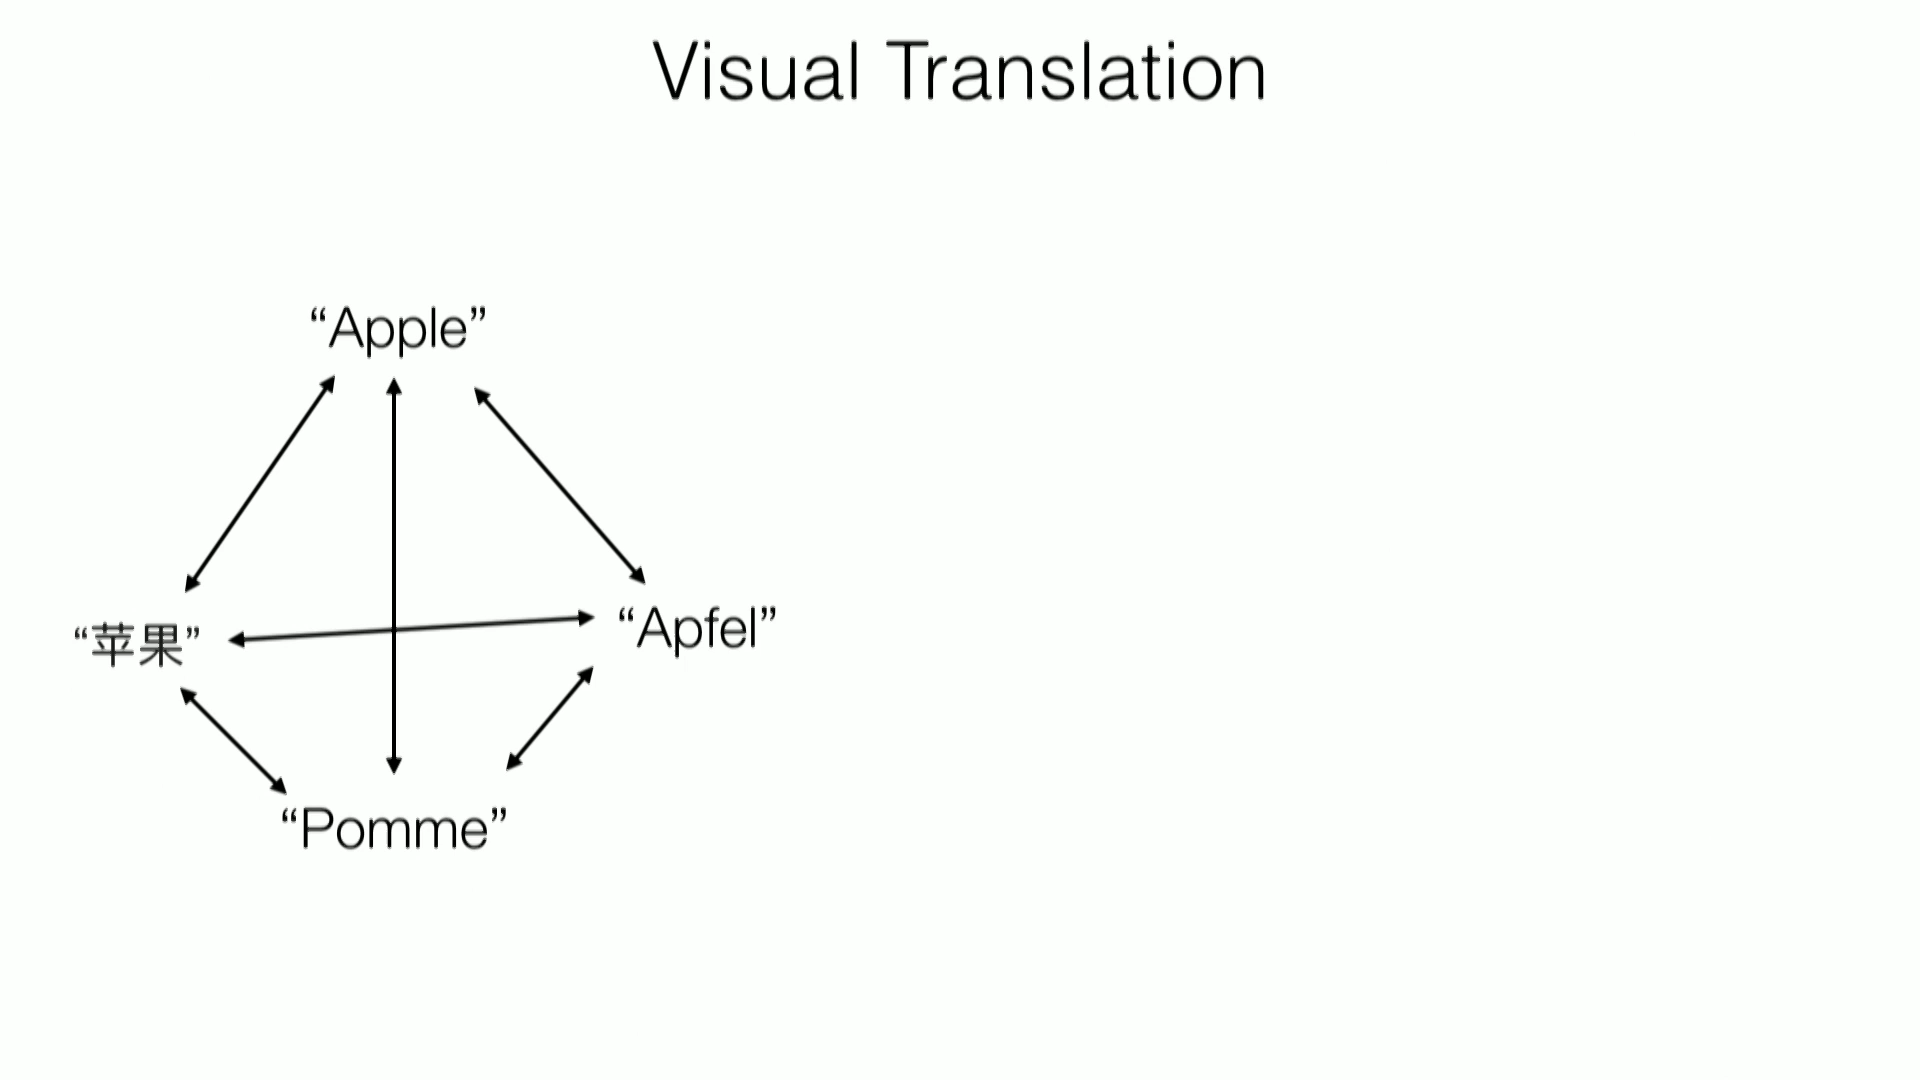 Visual Translation
“Apple”
“苹果”
“Apfel”
“Pomme”